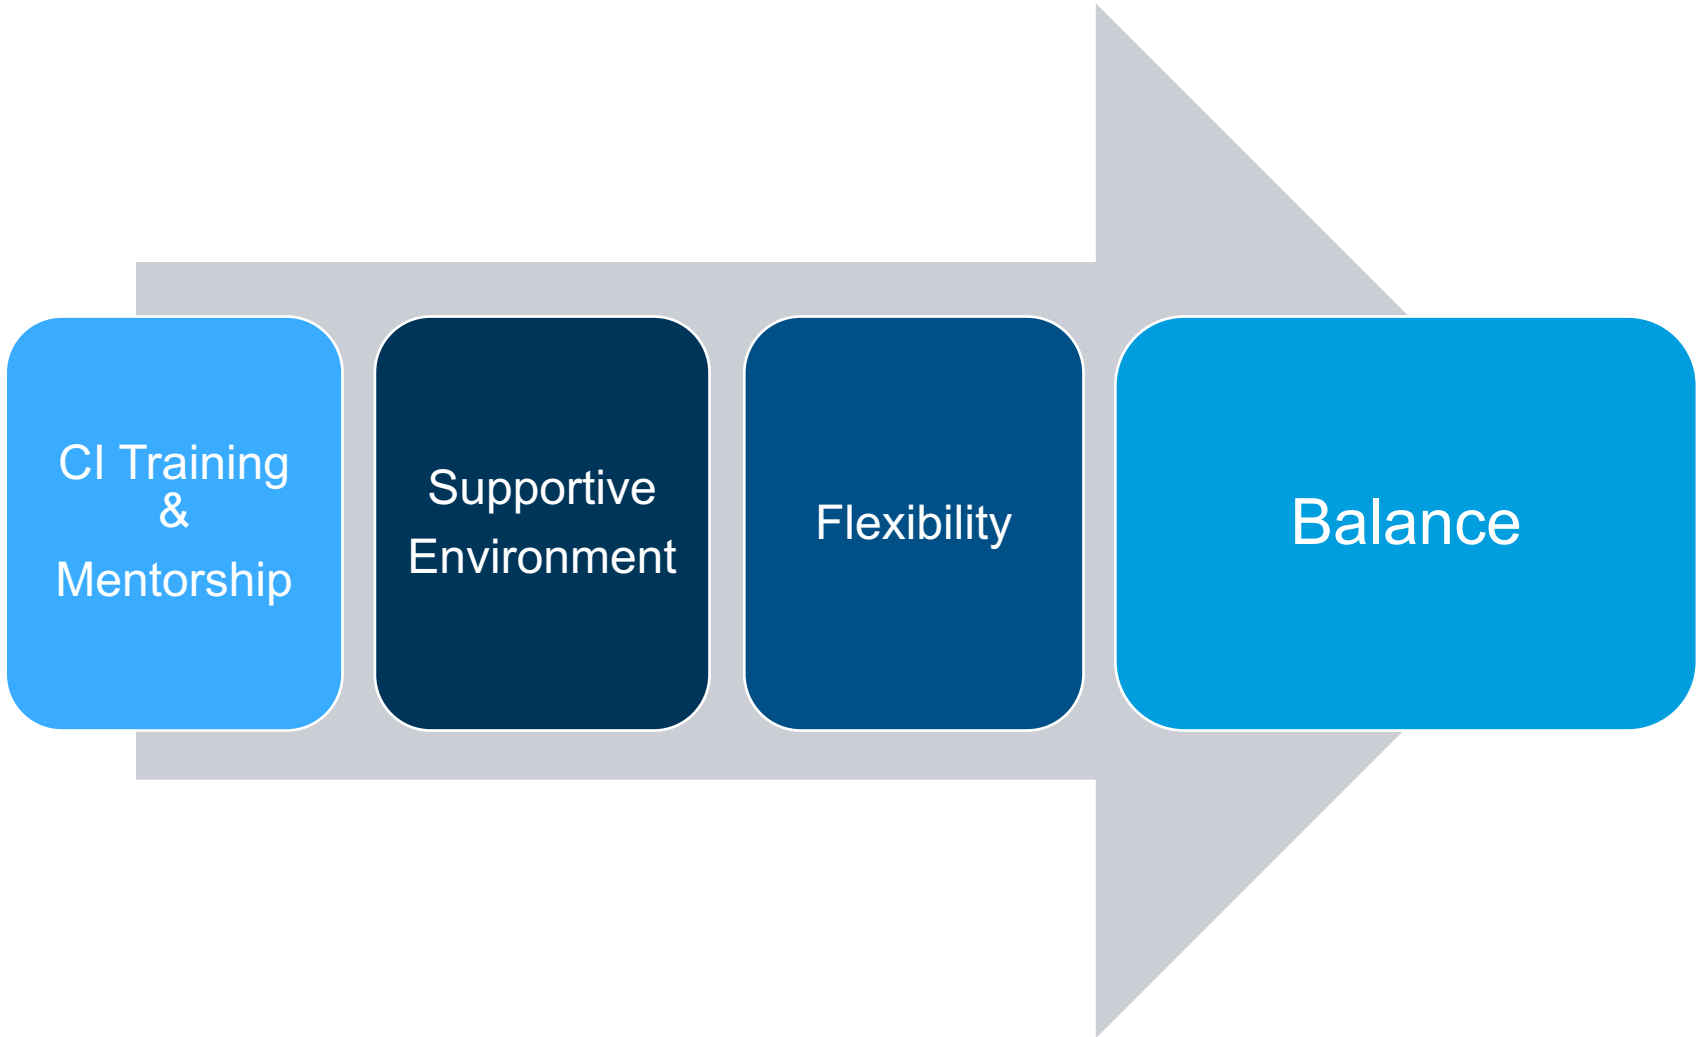 CI Training
&
Mentorship
Supportive
Environment
Flexibility
Balance